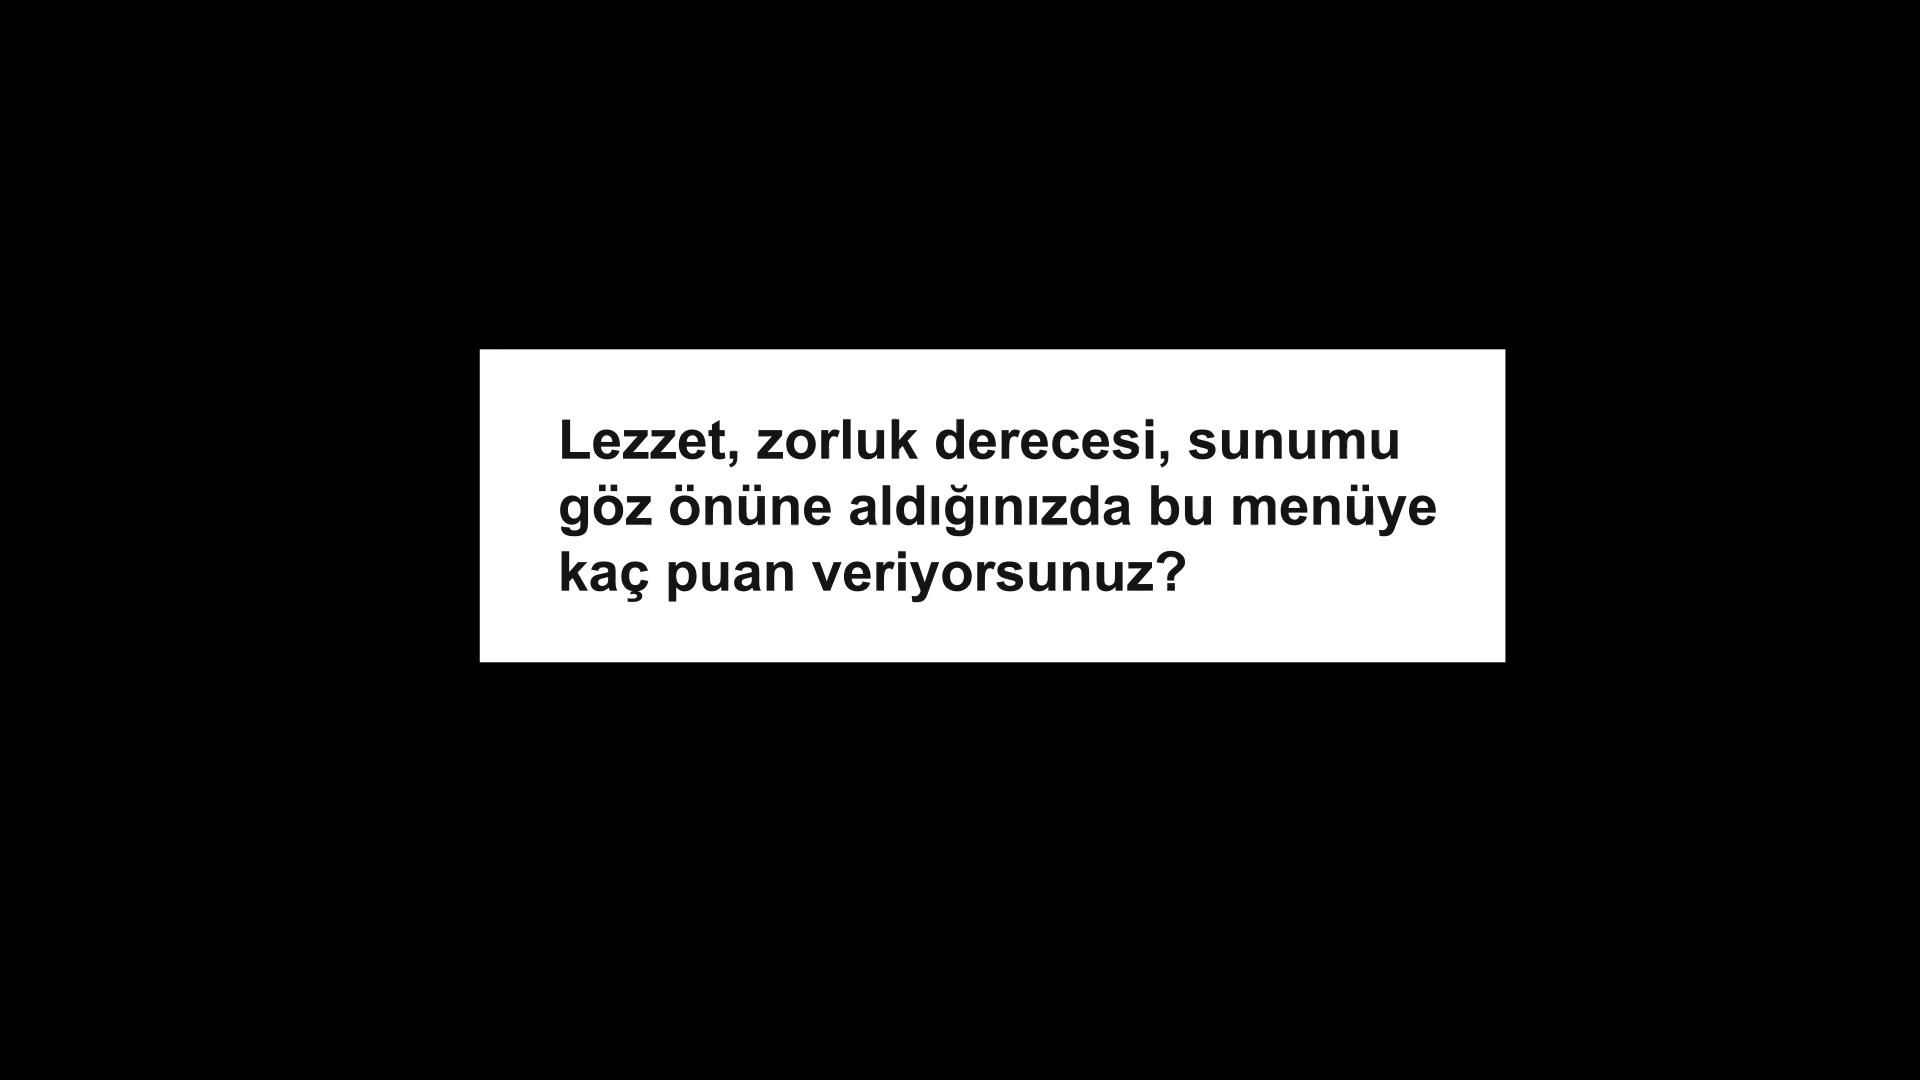 Lezzet, zorluk derecesi, sunumu
göz önüne aldığınızda bu menüye
kaç puan veriyorsunuz?